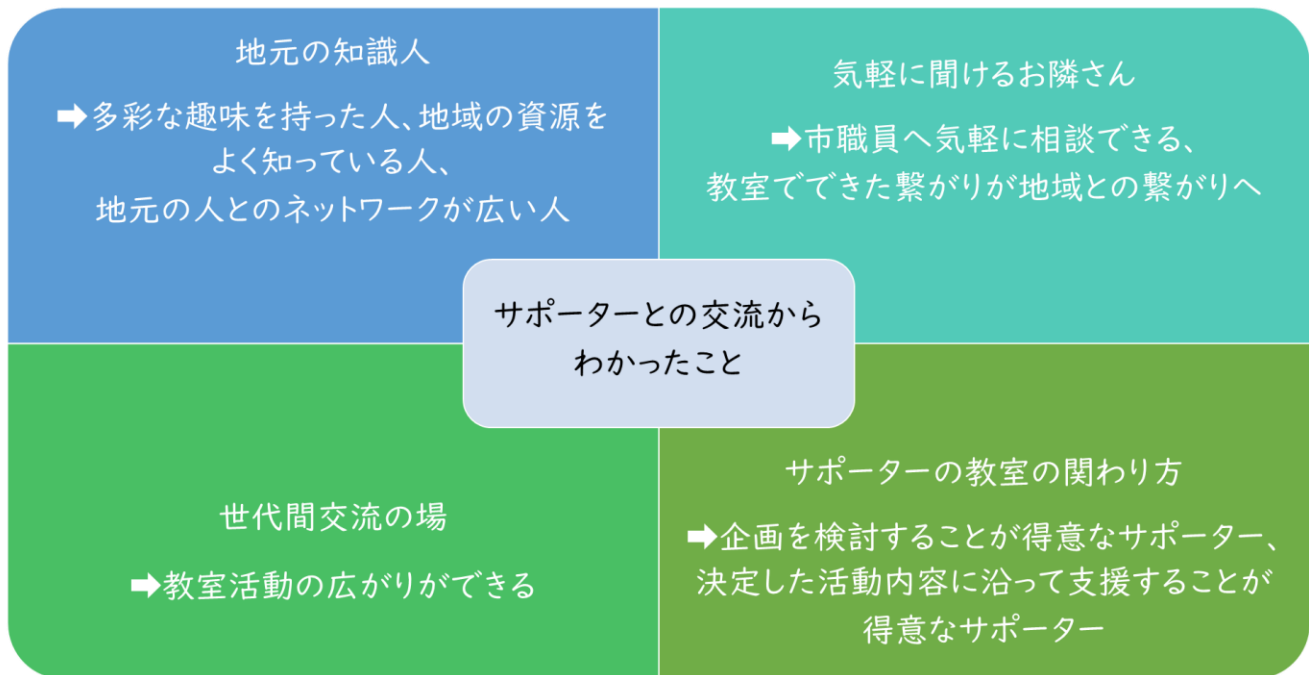 地元の知識人
➡多彩な趣味を持った人、地域の資源を
よく知っている人、
地元の人とのネットワークが広い人
気軽に聞けるお隣さん
➡市職員へ気軽に相談できる、
教室でできた繋がりが地域との繋がりへ
サポーターとの交流から
わかったこと
世代間交流の場
➡教室活動の広がりができる
サポーターの教室の関わり方
➡企画を検討することが得意なサポーター、
決定した活動内容に沿って支援することが
得意なサポーター